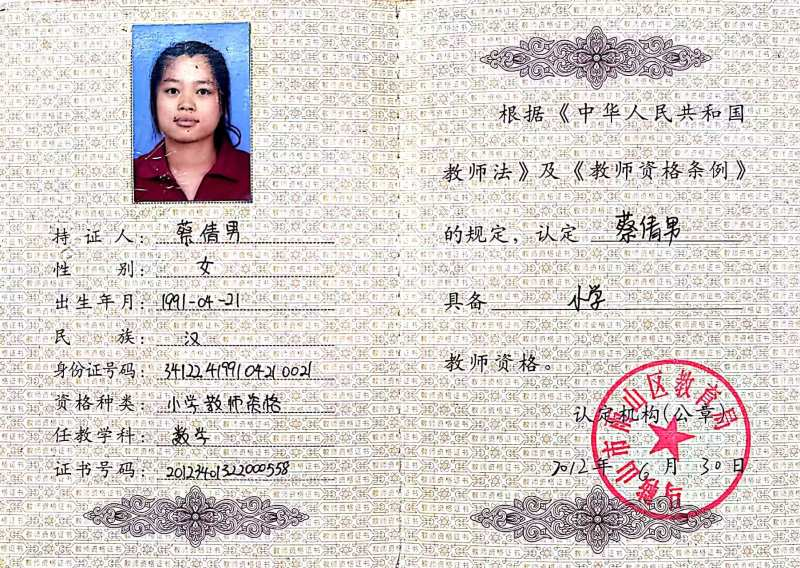 持证人：蔡倩男
性别：女
出生年月：1991-04-21
民族：汉
身份证号码：341224199104210021
资格种类：小学教师资格
任教学科：数学
证书号码：20123401322000558
根据《中华人民共和国
教师法》及《教师资格条例》
的规定，认定 蔡倩男
具备 小学
教师资格。
认定机构(公章)
2012年 6月 30日
马鞍山市雨山区教育局